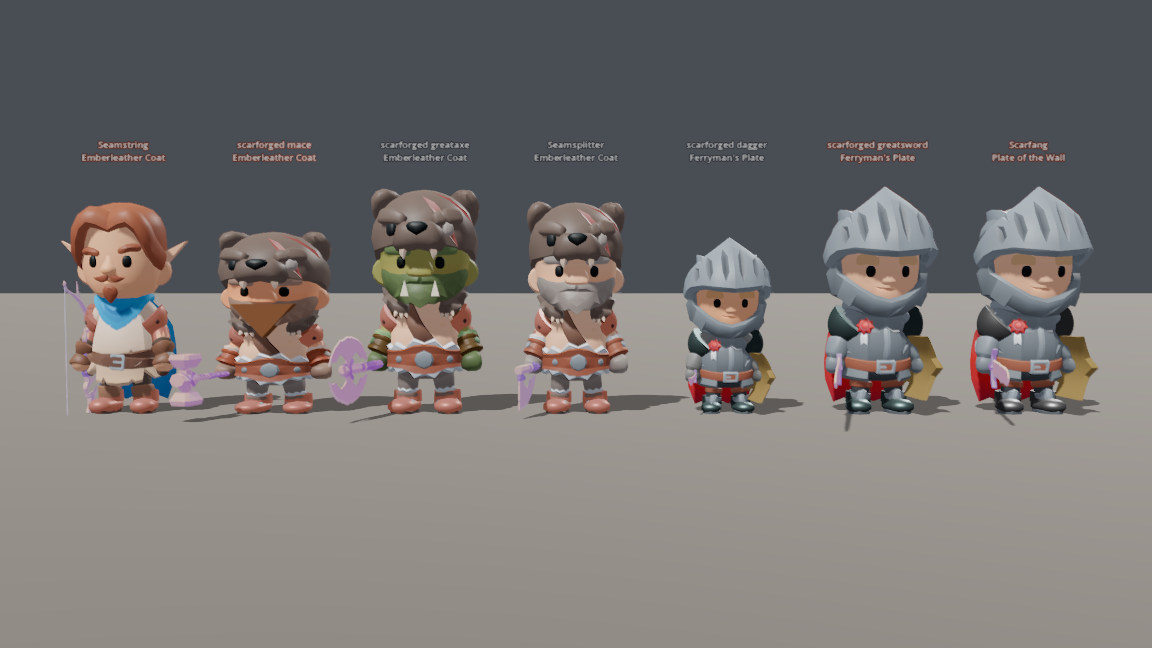 Seamstring
Emberleather Coat
scarforged mace
Emberleather Coat
scarforged greataxe
Emberleather Coat
Seamsplitter
Emberleather Coat
scarforged dagger
Ferryman's Plate
scarforged greatsword
Ferryman's Plate
Scarfang
Plate of the Wall